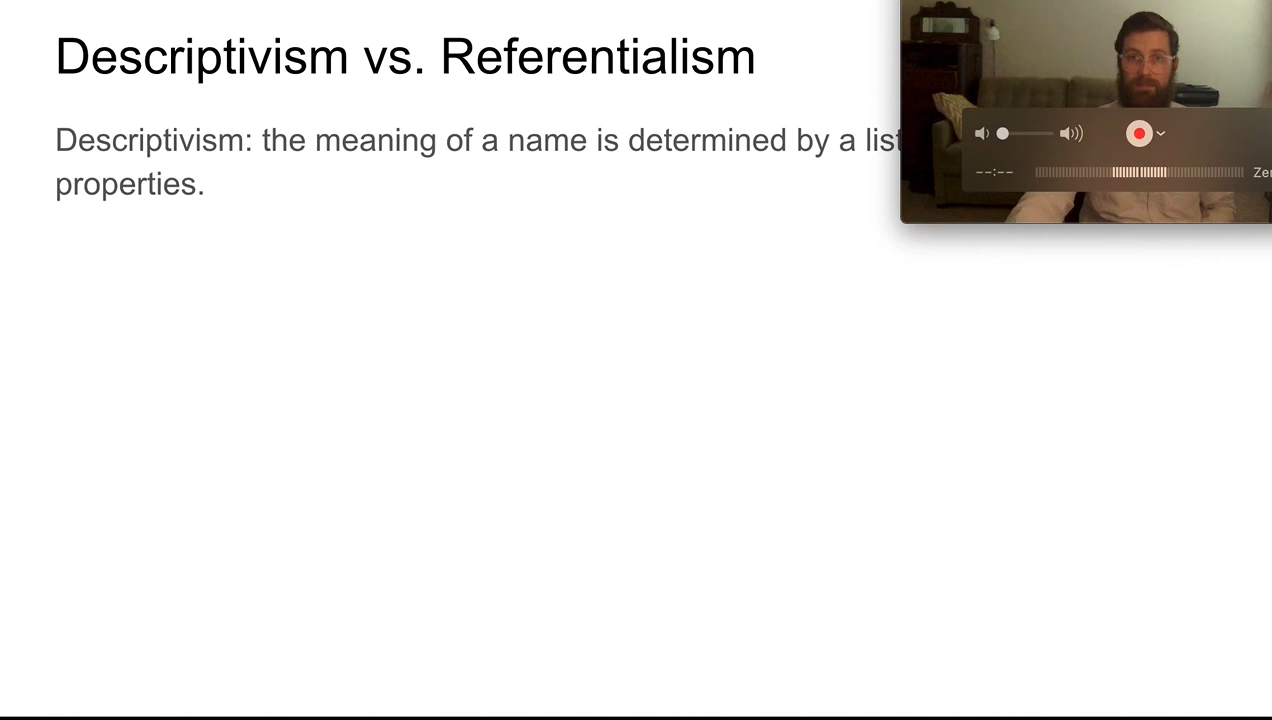 Descriptivism vs. Referentialism
Descriptivism: the meaning of a name is determined by a list
properties.
--:--